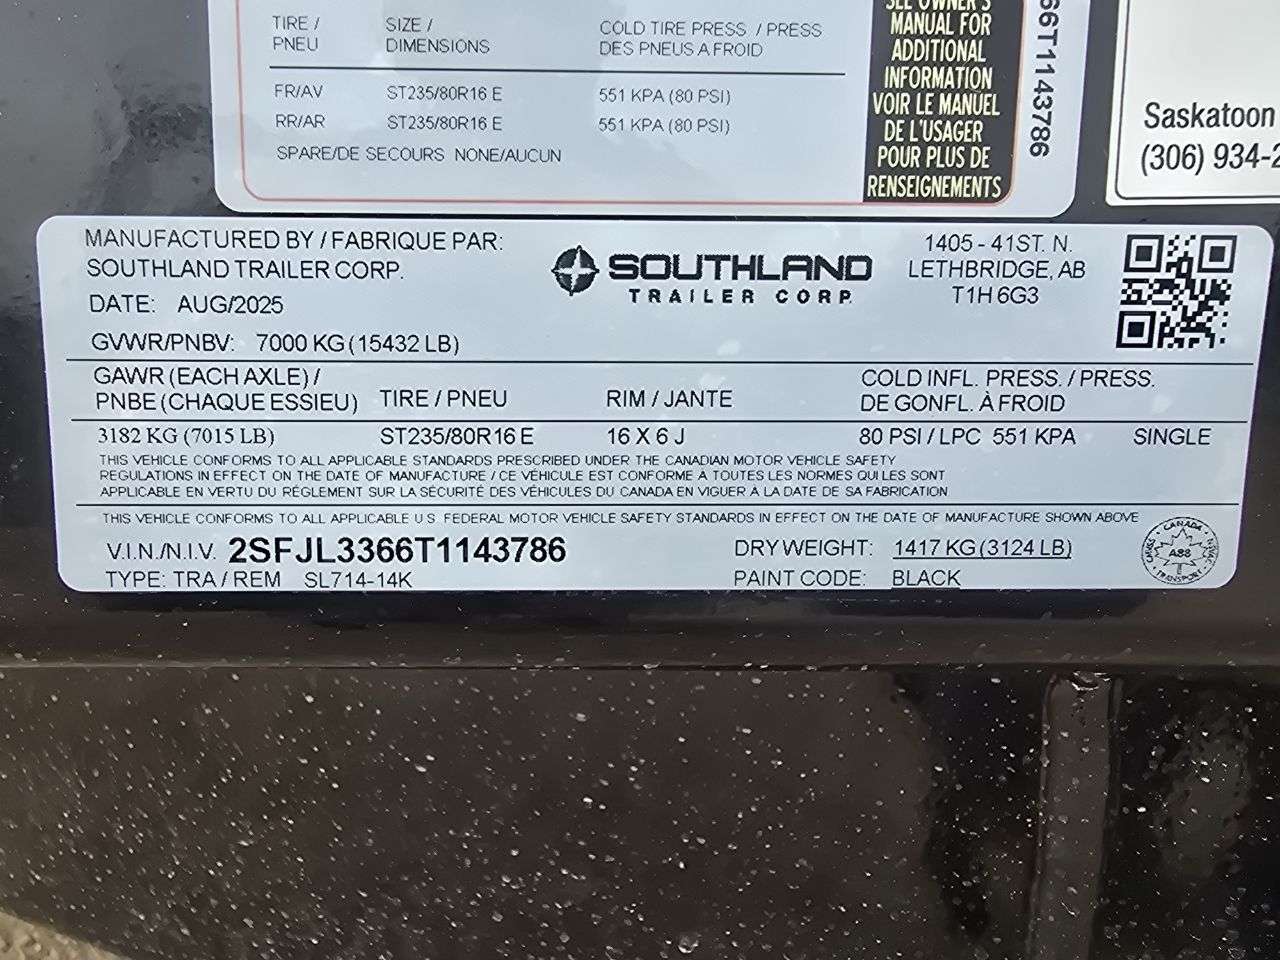 TIRE / SIZE / COLD TIRE PRESS / PRESS
PNEU DIMENSIONS DES PNEUS A FROID
FR/AV ST235/80R16 E 551 KPA (80 PSI)
RR/AR ST235/80R16 E 551 KPA (80 PSI)
SPARE/DE SECOURS NONE/AUCUN
SEE OWNER'S
MANUAL FOR
ADDITIONAL
INFORMATION
VOIR LE MANUEL
DE L'USAGER
POUR PLUS DE
RENSEIGNEMENTS
66T1143786
Saskatoon
(306) 934-2
MANUFACTURED BY / FABRIQUE PAR:
SOUTHLAND TRAILER CORP.
DATE: AUG/2025
GVWR/PNBV: 7000 KG (15432 LB)
SOUTHLAND
TRAILER CORP.
1405 - 41ST. N.
LETHBRIDGE, AB
T1H 6G3
GAWR (EACH AXLE) /
PNBE (CHAQUE ESSIEU) TIRE / PNEU RIM / JANTE COLD INFL. PRESS. / PRESS.
DE GONFL. À FROID
3182 KG (7015 LB) ST235/80R16 E 16 X 6 J 80 PSI / LPC 551 KPA SINGLE
THIS VEHICLE CONFORMS TO ALL APPLICABLE STANDARDS PRESCRIBED UNDER THE CANADIAN MOTOR VEHICLE SAFETY
REGULATIONS IN EFFECT ON THE DATE OF MANUFACTURE / CE VÉHICULE EST CONFORME À TOUTES LES NORMES QUI LES SONT
APPLICABLE EN VERTU DU RÉGLEMENT SUR LA SÉCURITÉ DES VÉHICULES DU CANADA EN VIGUER À LA DATE DE SA FABRICATION
THIS VEHICLE CONFORMS TO ALL APPLICABLE U.S. FEDERAL MOTOR VEHICLE SAFETY STANDARDS IN EFFECT ON THE DATE OF MANUFACTURE SHOWN ABOVE
V.I.N./N.I.V. 2SFJL3366T1143786 DRY WEIGHT: 1417 KG (3124 LB)
TYPE: TRA / REM SL714-14K PAINT CODE: BLACK
CANADA
A88
TRANSPORT